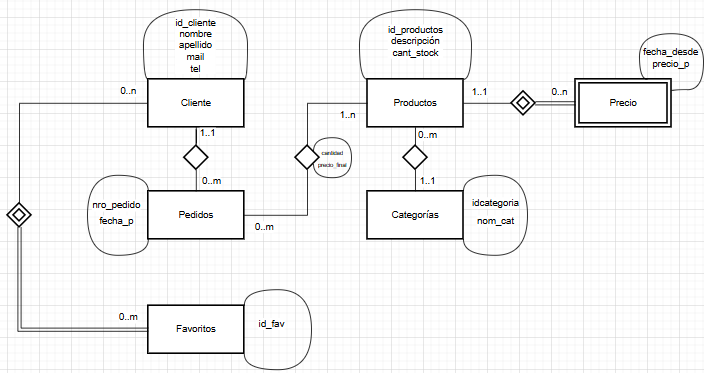 id_cliente
nombre
apellido
mail
tel
id_productos
descripción
cant_stock
fecha_desde
precio_p
0..n
Cliente
1..1
Productos
1..n
1..1
0..n
Precio
0..m
cantidad
precio_final
0..m
1..1
nro_pedido
fecha_p
Pedidos
0..m
Categorías
idcategoria
nom_cat
0..m
Favoritos
id_fav